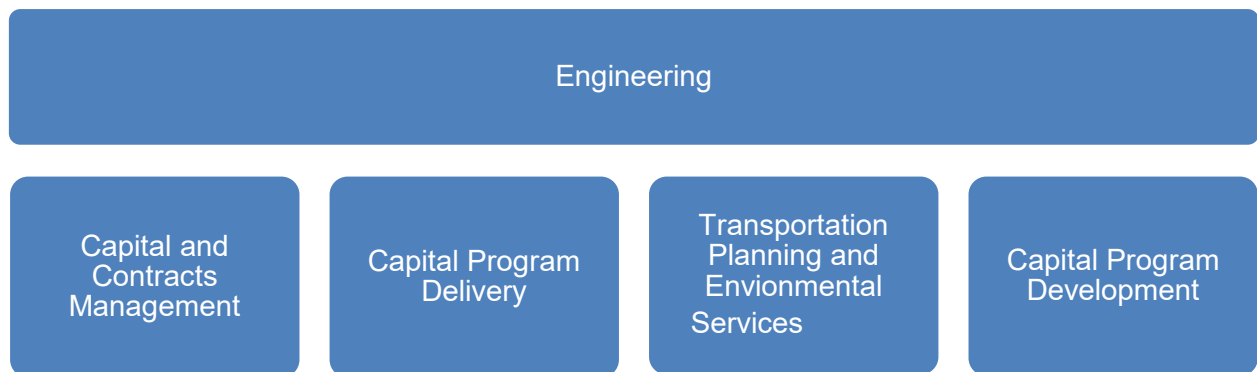 Engineering
Capital and
Contracts
Management
Capital Program
Delivery
Transportation
Planning and
Envionmental
Services
Capital Program
Development